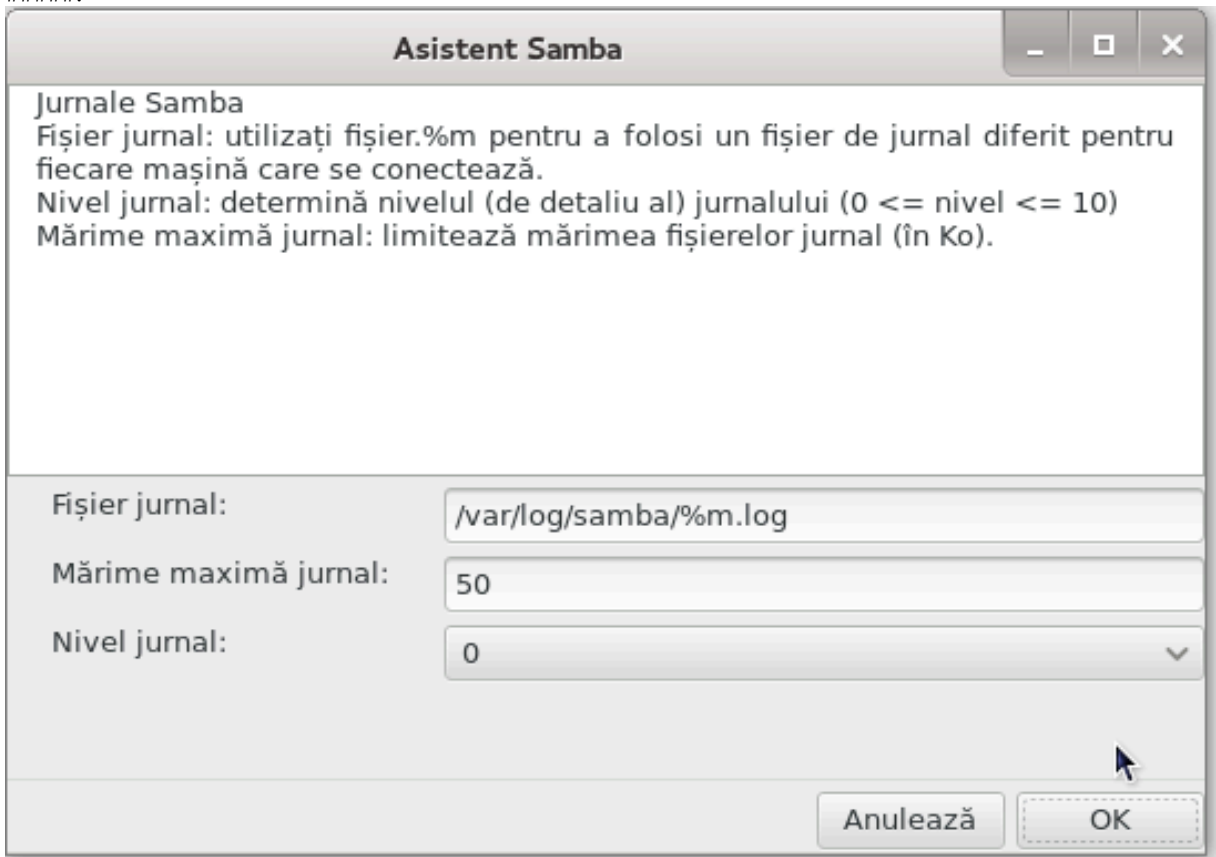 Asistent Samba
Jurnale Samba
Fișier jurnal: utilizați fișier.%m pentru a folosi un fișier de jurnal diferit pentru
fiecare mașină care se conectează.
Nivel jurnal: determină nivelul (de detaliu al) jurnalului (0 <= nivel <= 10)
Mărime maximă jurnal: limitează mărimea fișierelor jurnal (în Ko).
Fișier jurnal:
/var/log/samba/%m.log
Mărime maximă jurnal:
50
Nivel jurnal:
0
Anulează
OK